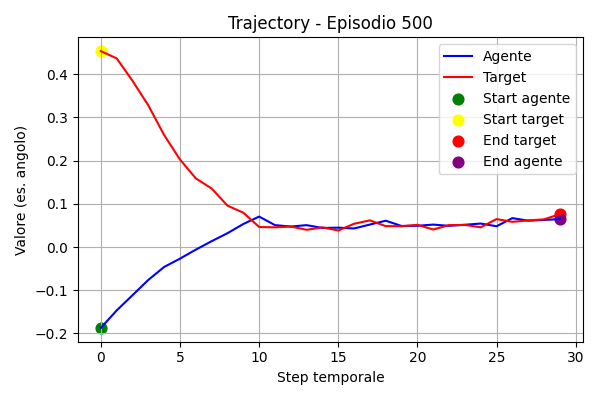 Trajectory - Episodio 500
Valore (es. angolo)
0.4
0.3
0.2
0.1
0.0
−0.1
−0.2
Agente
Target
Start agente
Start target
End target
End agente
0 5 10 15 20 25 30
Step temporale